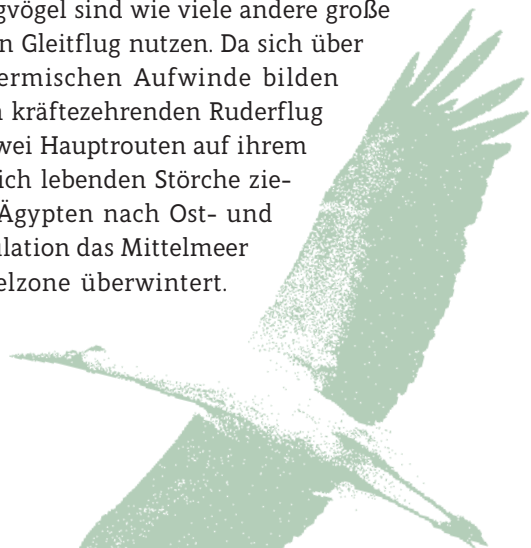 gvögel sind wie viele andere große
n Gleitflug nutzen. Da sich über
ermischen Aufwinde bilden
kräftezehrenden Ruderflug
wei Hauptrouten auf ihrem
ich lebenden Störche zie-
Ägypten nach Ost- und
ulation das Mittelmeer
elzone überwintert.